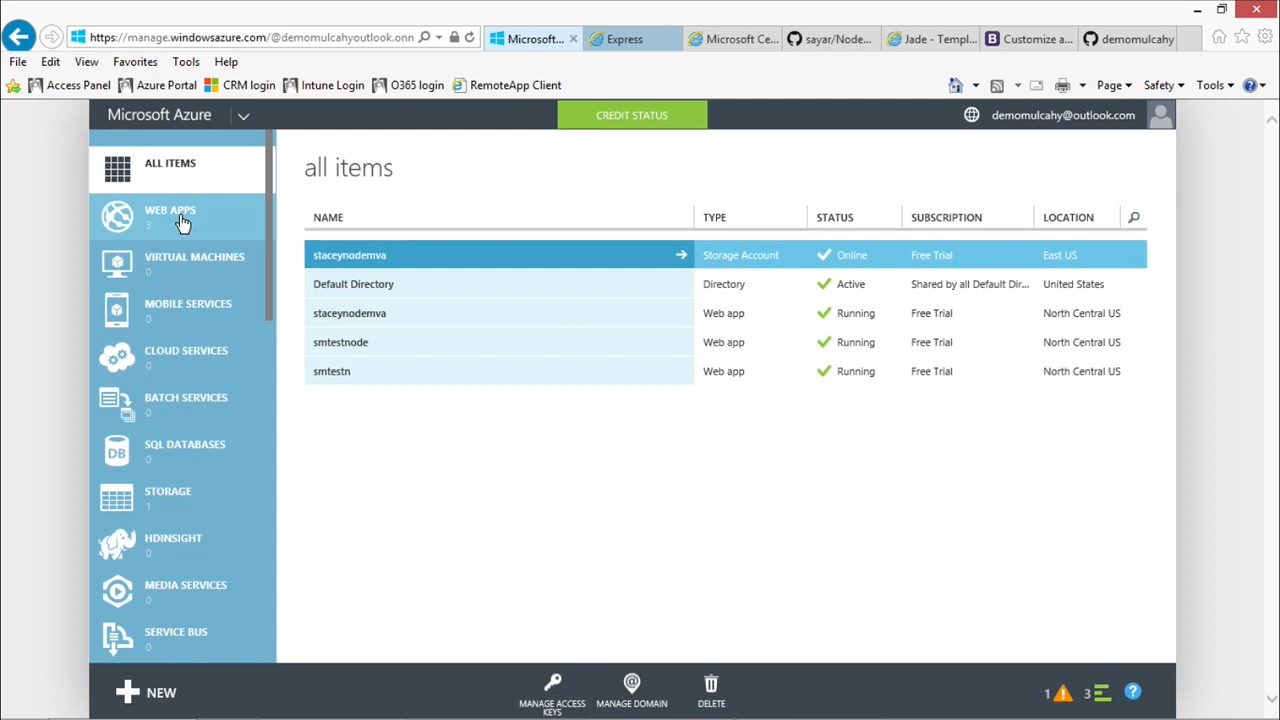 https://manage.windowsazure.com/@demomulcahyoutlook.onn
Microsoft...
Express
Microsoft Ce...
sayar/Node...
Jade - Templ...
Customize a...
demomulcahy
File Edit View Favorites Tools Help
Access Panel Azure Portal CRM login Intune Login O365 login RemoteApp Client
Page Safety Tools
Microsoft Azure
CREDIT STATUS
demomulcahy@outlook.com
ALL ITEMS
WEB APPS
3
VIRTUAL MACHINES
0
MOBILE SERVICES
0
CLOUD SERVICES
0
BATCH SERVICES
0
SQL DATABASES
0
DB
STORAGE
1
HDINSIGHT
0
MEDIA SERVICES
0
SERVICE BUS
0
all items
NAME TYPE STATUS SUBSCRIPTION LOCATION
staceynodemva Storage Account Online Free Trial East US
Default Directory Directory Active Shared by all Default Dir... United States
staceynodemva Web app Running Free Trial North Central US
smtestnode Web app Running Free Trial North Central US
smtestn Web app Running Free Trial North Central US
NEW
MANAGE ACCESS
KEYS
MANAGE DOMAIN
DELETE
1
3
?